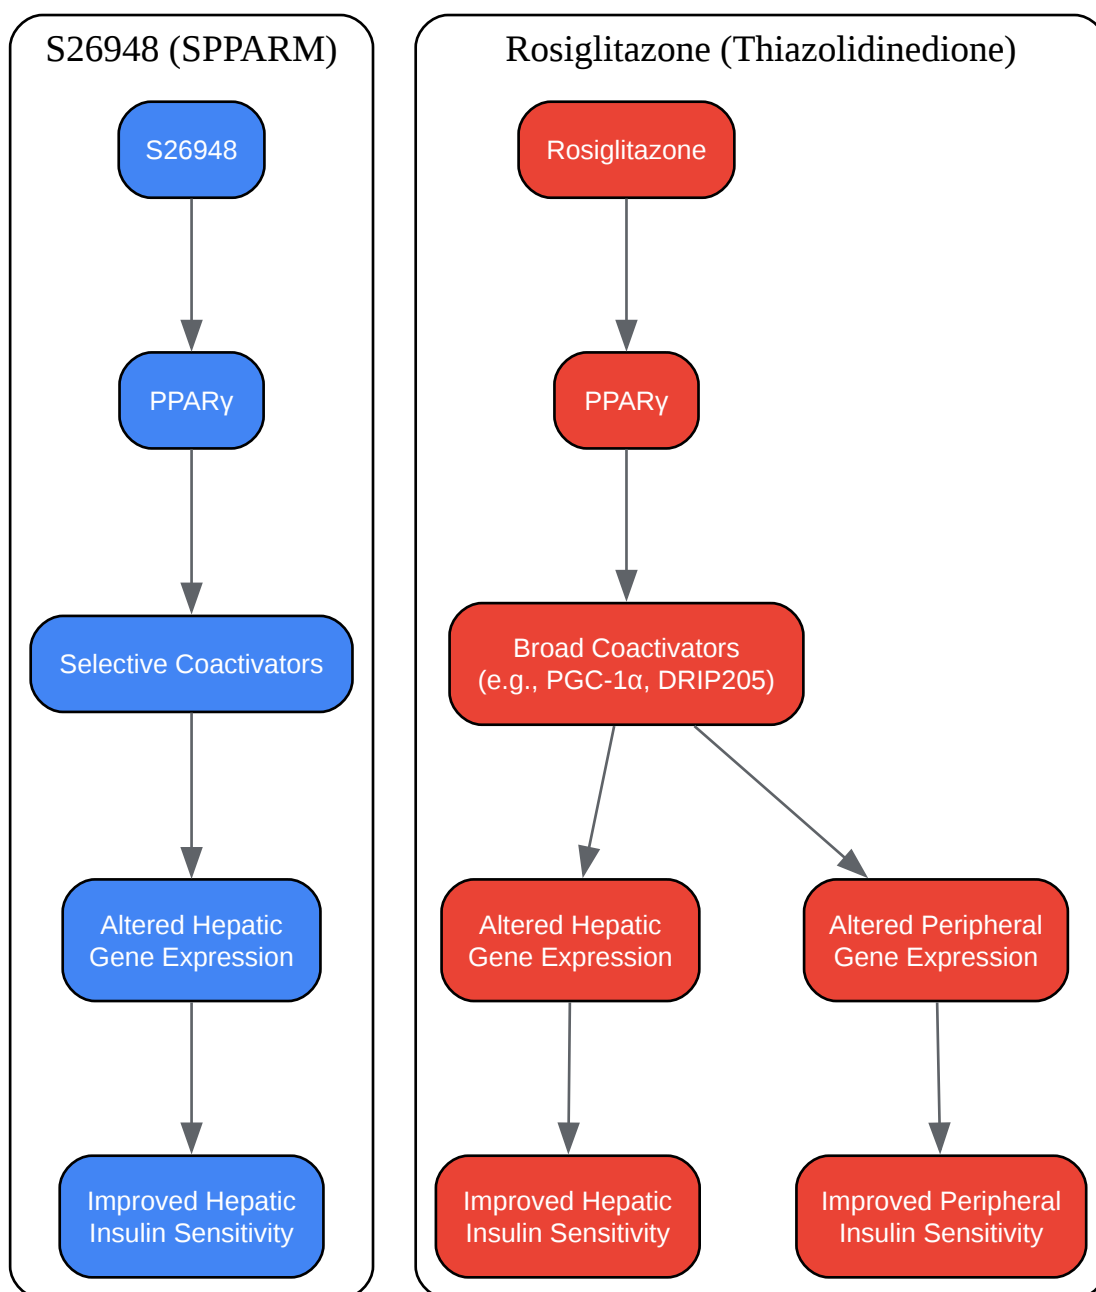 S26948 (SPPARM)
S26948
PPARγ
Selective Coactivators
Altered Hepatic
Gene Expression
Improved Hepatic
Insulin Sensitivity
Rosiglitazone (Thiazolidinedione)
Rosiglitazone
PPARγ
Broad Coactivators
(e.g., PGC-1α, DRIP205)
Altered Hepatic
Gene Expression
Altered Peripheral
Gene Expression
Improved Hepatic
Insulin Sensitivity
Improved Peripheral
Insulin Sensitivity